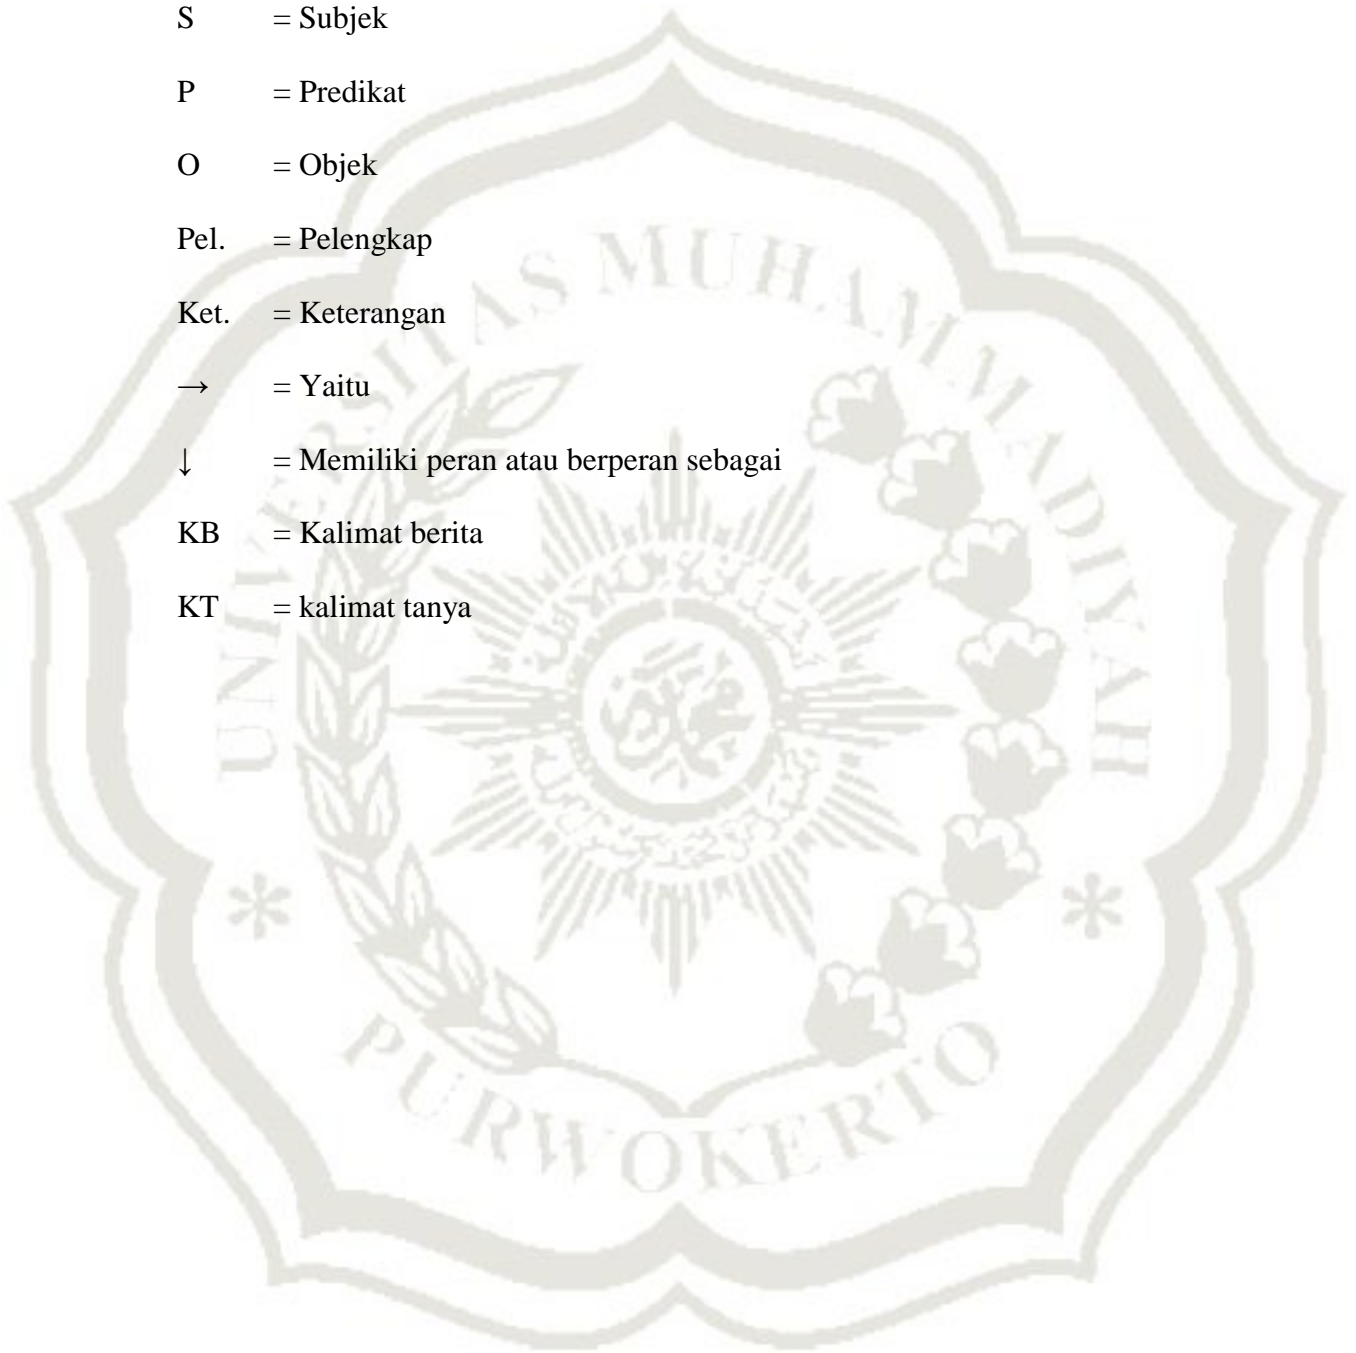 S = Subjek
P = Predikat
O = Objek
Pel. = Pelengkap
Ket. = Keterangan
→ = Yaitu
↓ = Memiliki peran atau berperan sebagai
KB = Kalimat berita
KT = kalimat tanya
UNIVERSITAS MUHAMMADIYAH
PURWOKERTO